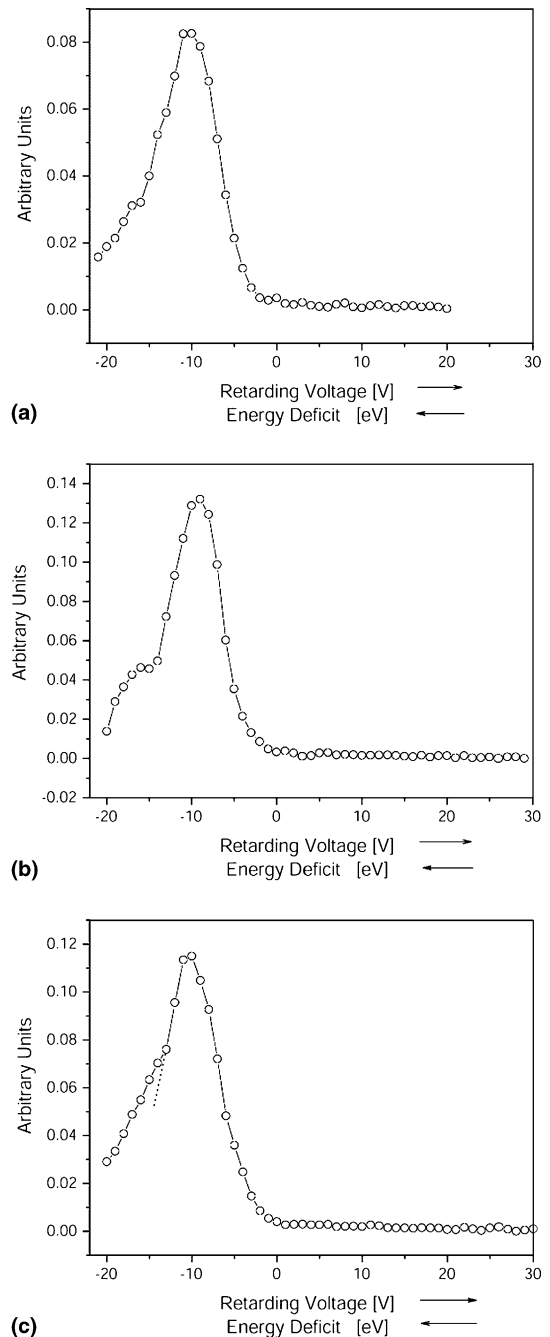 0.08
0.06
0.04
0.02
0.00
Arbitrary Units
-20 -10 0 10 20 30
Retarding Voltage [V]
(a) Energy Deficit [eV]
0.14
0.12
0.10
0.08
0.06
0.04
0.02
0.00
-0.02
Arbitrary Units
-20 -10 0 10 20 30
Retarding Voltage [V]
(b) Energy Deficit [eV]
0.12
0.10
0.08
0.06
0.04
0.02
0.00
Arbitrary Units
-20 -10 0 10 20 30
Retarding Voltage [V]
(c) Energy Deficit [eV]